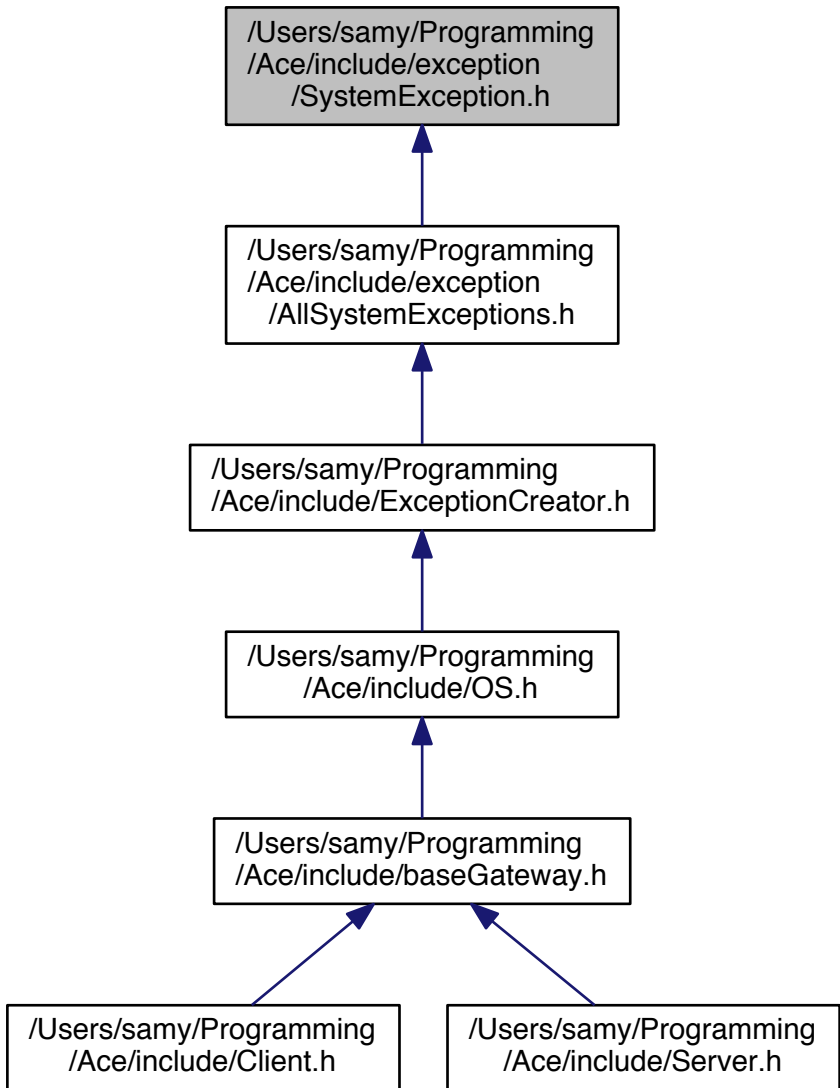 /Users/samy/Programming
/Ace/include/exception
/SystemException.h
/Users/samy/Programming
/Ace/include/exception
/AllSystemExceptions.h
/Users/samy/Programming
/Ace/include/ExceptionCreator.h
/Users/samy/Programming
/Ace/include/OS.h
/Users/samy/Programming
/Ace/include/baseGateway.h
/Users/samy/Programming
/Ace/include/Client.h
/Users/samy/Programming
/Ace/include/Server.h